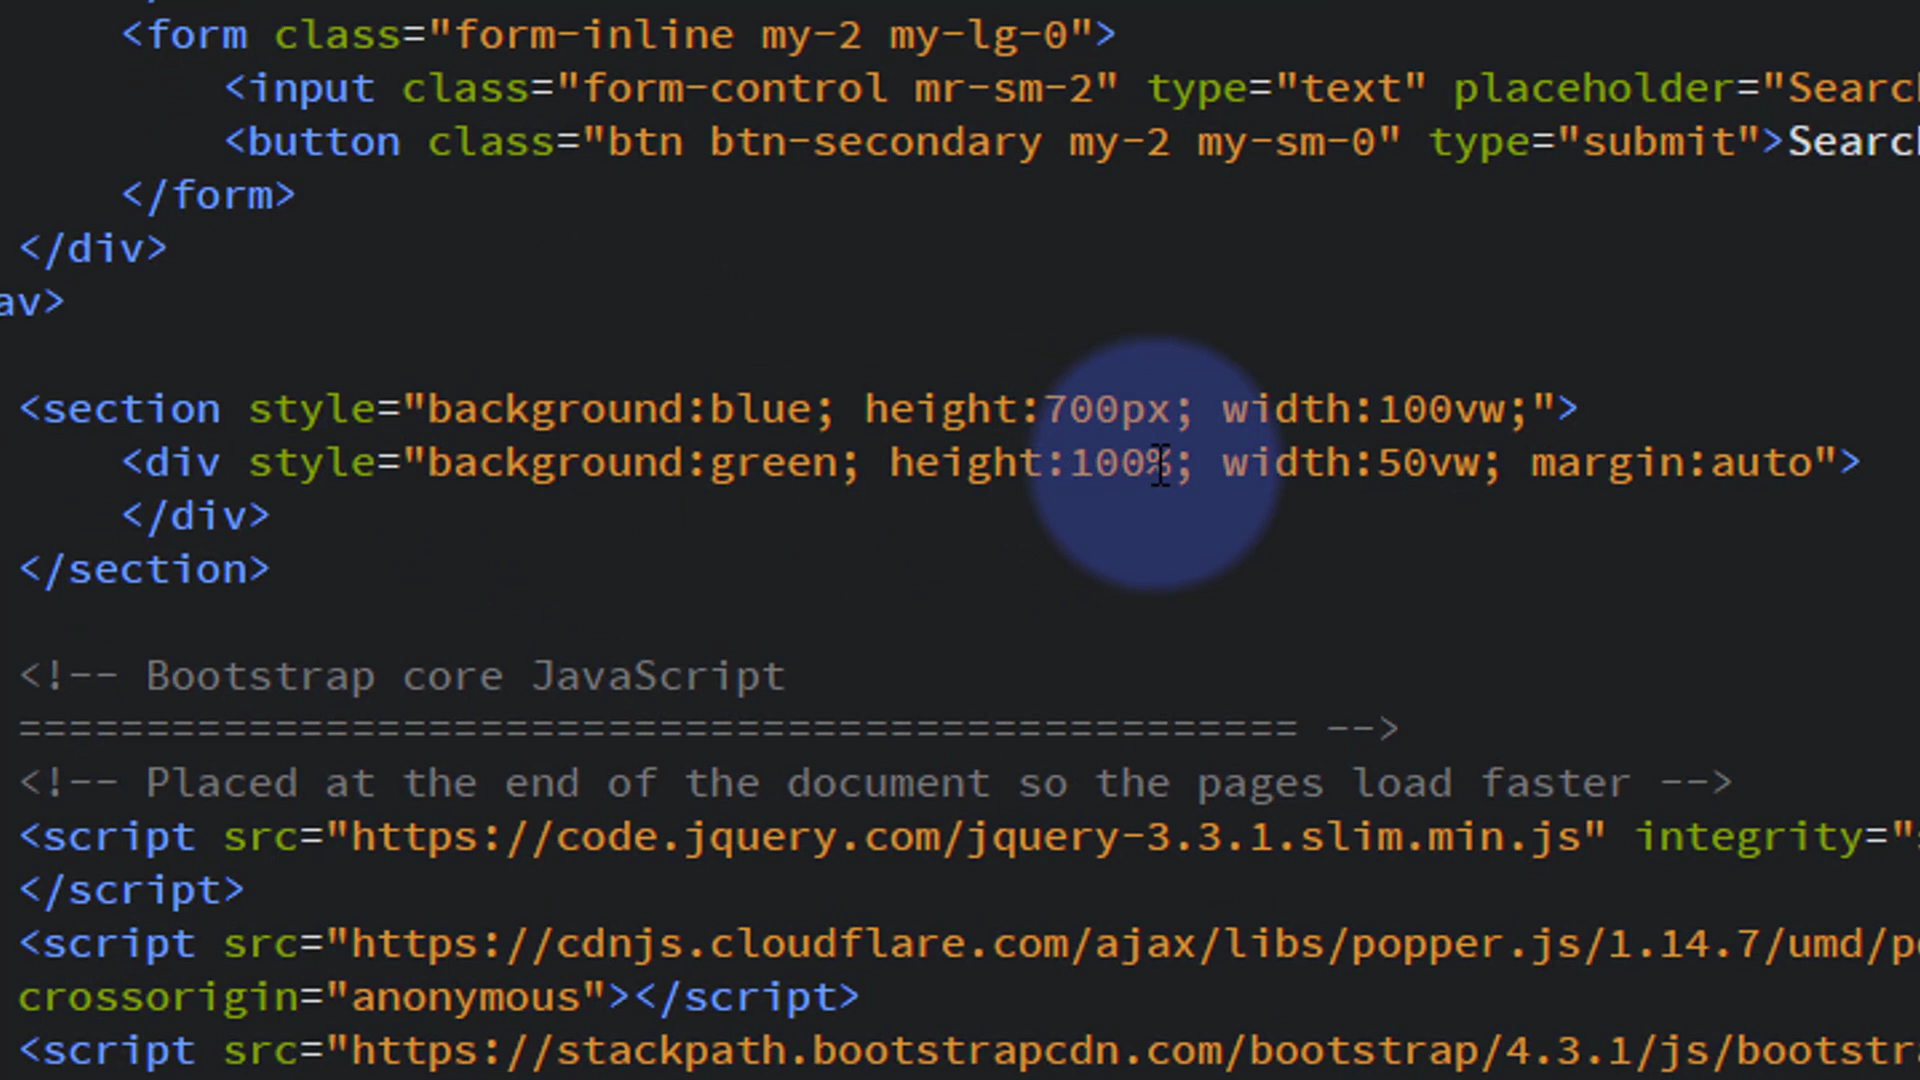 <form class="form-inline my-2 my-lg-0">
<input class="form-control mr-sm-2" type="text" placeholder="Search
<button class="btn btn-secondary my-2 my-sm-0" type="submit">Search
</form>
</div>
av>
<section style="background:blue; height:700px; width:100vw;">
<div style="background:green; height:100%; width:50vw; margin:auto">
</div>
</section>
<!-- Bootstrap core JavaScript
================================================== -->
<!-- Placed at the end of the document so the pages load faster -->
<script src="https://code.jquery.com/jquery-3.3.1.slim.min.js" integrity="
</script>
<script src="https://cdnjs.cloudflare.com/ajax/libs/popper.js/1.14.7/umd/p
crossorigin="anonymous"></script>
<script src="https://stackpath.bootstrapcdn.com/bootstrap/4.3.1/js/bootstr